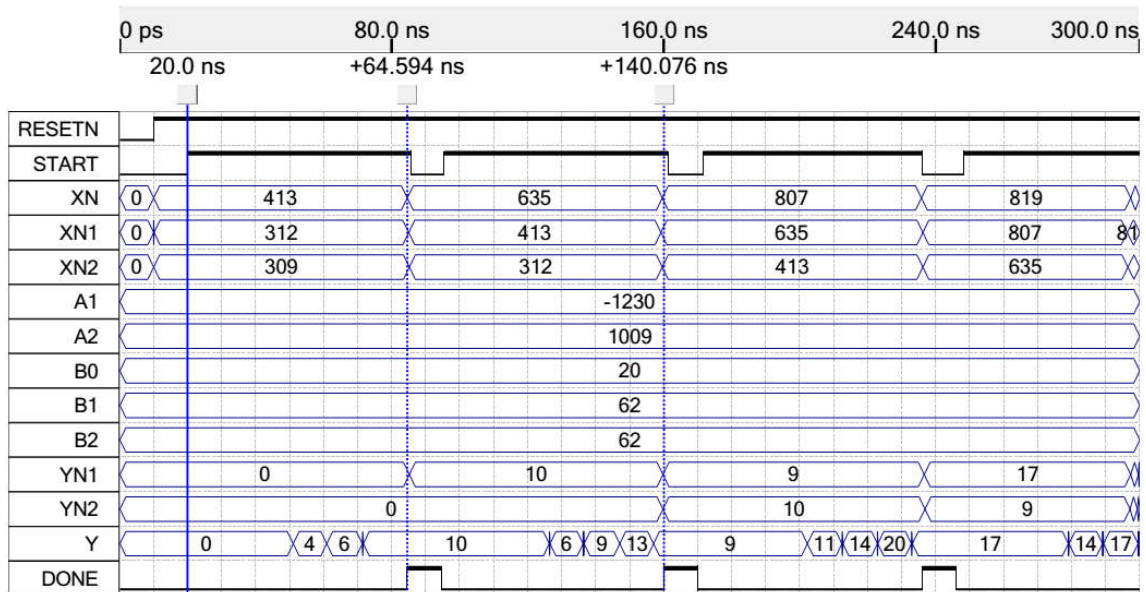 0 ps 80.0 ns 160.0 ns 240.0 ns 300.0 ns
20.0 ns +64.594 ns +140.076 ns
RESETN
START
XN 0 413 635 807 819
XN1 0 312 413 635 807 81
XN2 0 309 312 413 635
A1 -1230
A2 1009
B0 20
B1 62
B2 62
YN1 0 10 9 17
YN2 0 10 9
Y 0 4 6 10 6 9 13 9 11 14 20 17 14 17
DONE